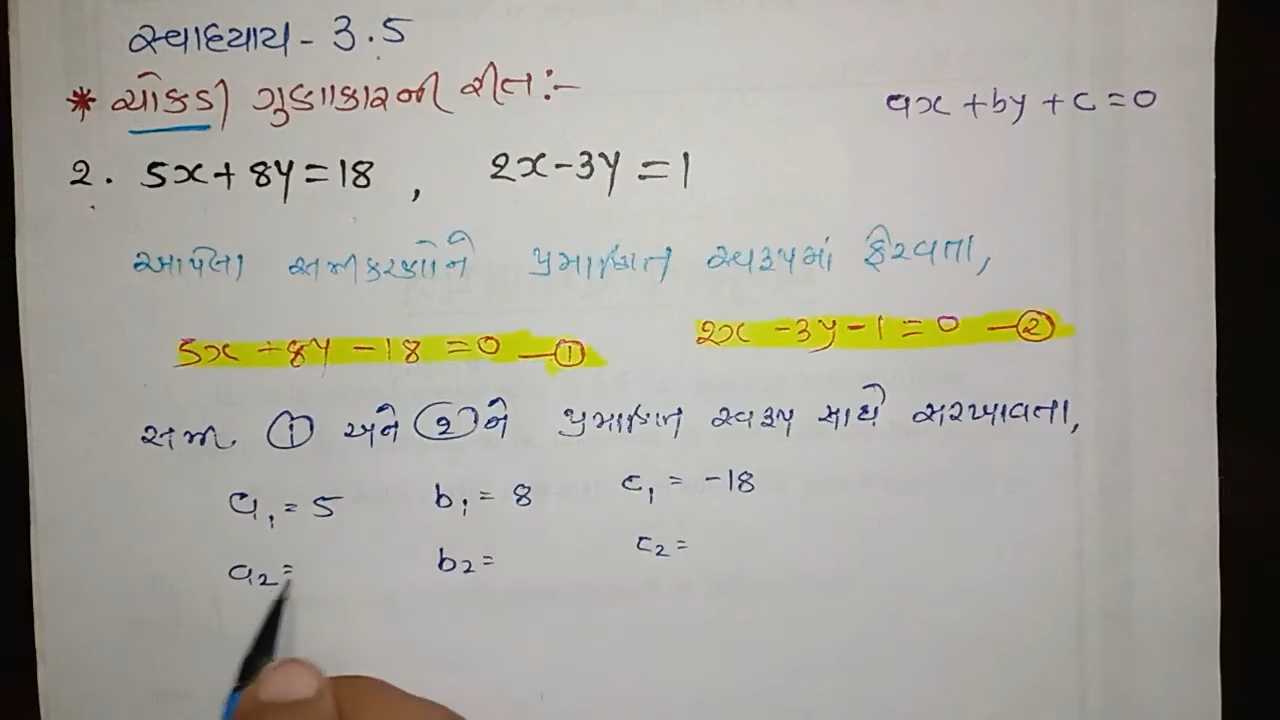 સ્વાધ્યાય - 3.5
* ચોકડી ગુણાકારની રીત :-
ax + by + c = 0
2. 5x + 8y = 18 , 2x - 3y = 1
આપેલા સમીકરણોને પ્રમાણિત સ્વરૂપમાં ફેરવતા,
5x + 8y - 18 = 0 — ①
2x - 3y - 1 = 0 — ②
સમી ① અને ②ને પ્રમાણિત સ્વરૂપ સાથે સરખાવતા,
a₁ = 5 b₁ = 8 c₁ = -18
a₂ = b₂ = c₂ =